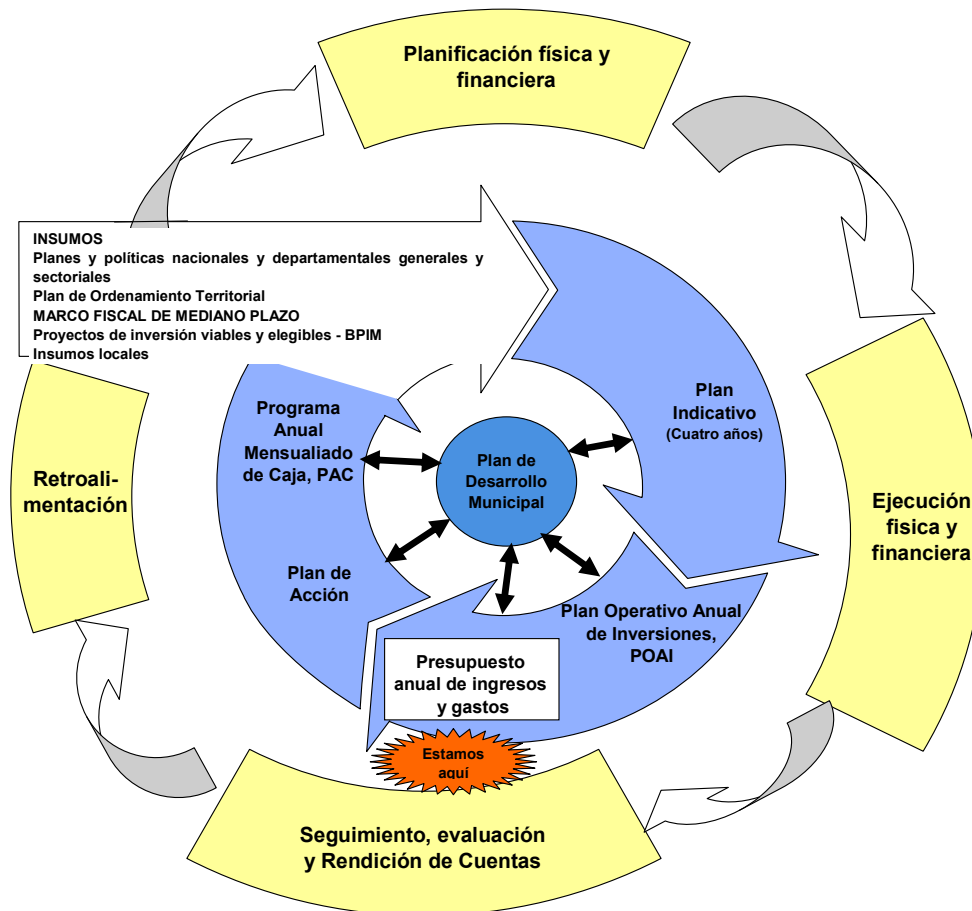 Planificación física y
financiera
INSUMOS
Planes y políticas nacionales y departamentales generales y
sectoriales
Plan de Ordenamiento Territorial
MARCO FISCAL DE MEDIANO PLAZO
Proyectos de inversión viables y elegibles - BPIM
Insumos locales
Plan
Indicativo
(Cuatro años)
Programa
Anual
Mensualiado
de Caja, PAC
Plan de
Desarrollo
Municipal
Retroali-
mentación
Ejecución
fisica y
financiera
Plan de
Acción
Plan Operativo Anual
de Inversiones,
POAI
Presupuesto
anual de ingresos
y gastos
Estamos
aquí
Seguimiento, evaluación
y Rendición de Cuentas